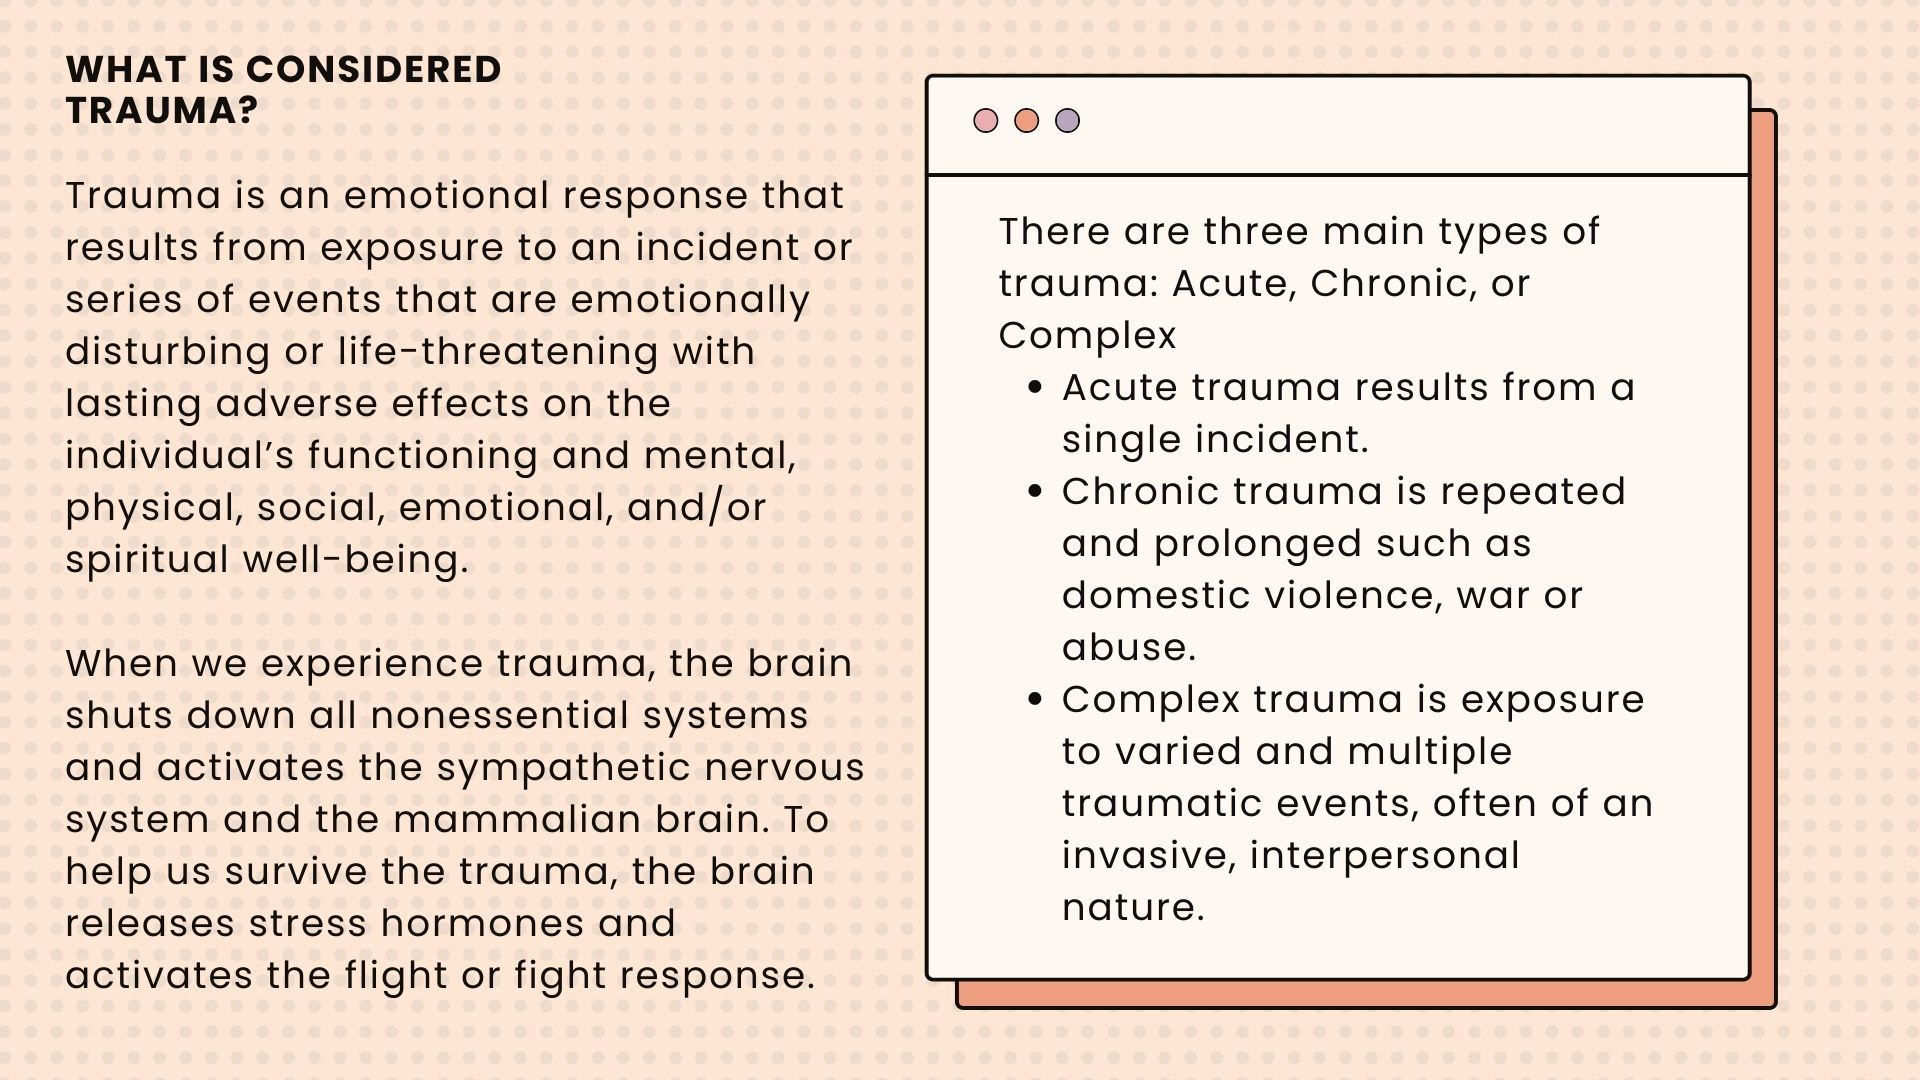 WHAT IS CONSIDERED
TRAUMA?
Trauma is an emotional response that
results from exposure to an incident or
series of events that are emotionally
disturbing or life-threatening with
lasting adverse effects on the
individual’s functioning and mental,
physical, social, emotional, and/or
spiritual well-being.
When we experience trauma, the brain
shuts down all nonessential systems
and activates the sympathetic nervous
system and the mammalian brain. To
help us survive the trauma, the brain
releases stress hormones and
activates the flight or fight response.
There are three main types of
trauma: Acute, Chronic, or
Complex
• Acute trauma results from a
single incident.
• Chronic trauma is repeated
and prolonged such as
domestic violence, war or
abuse.
• Complex trauma is exposure
to varied and multiple
traumatic events, often of an
invasive, interpersonal
nature.